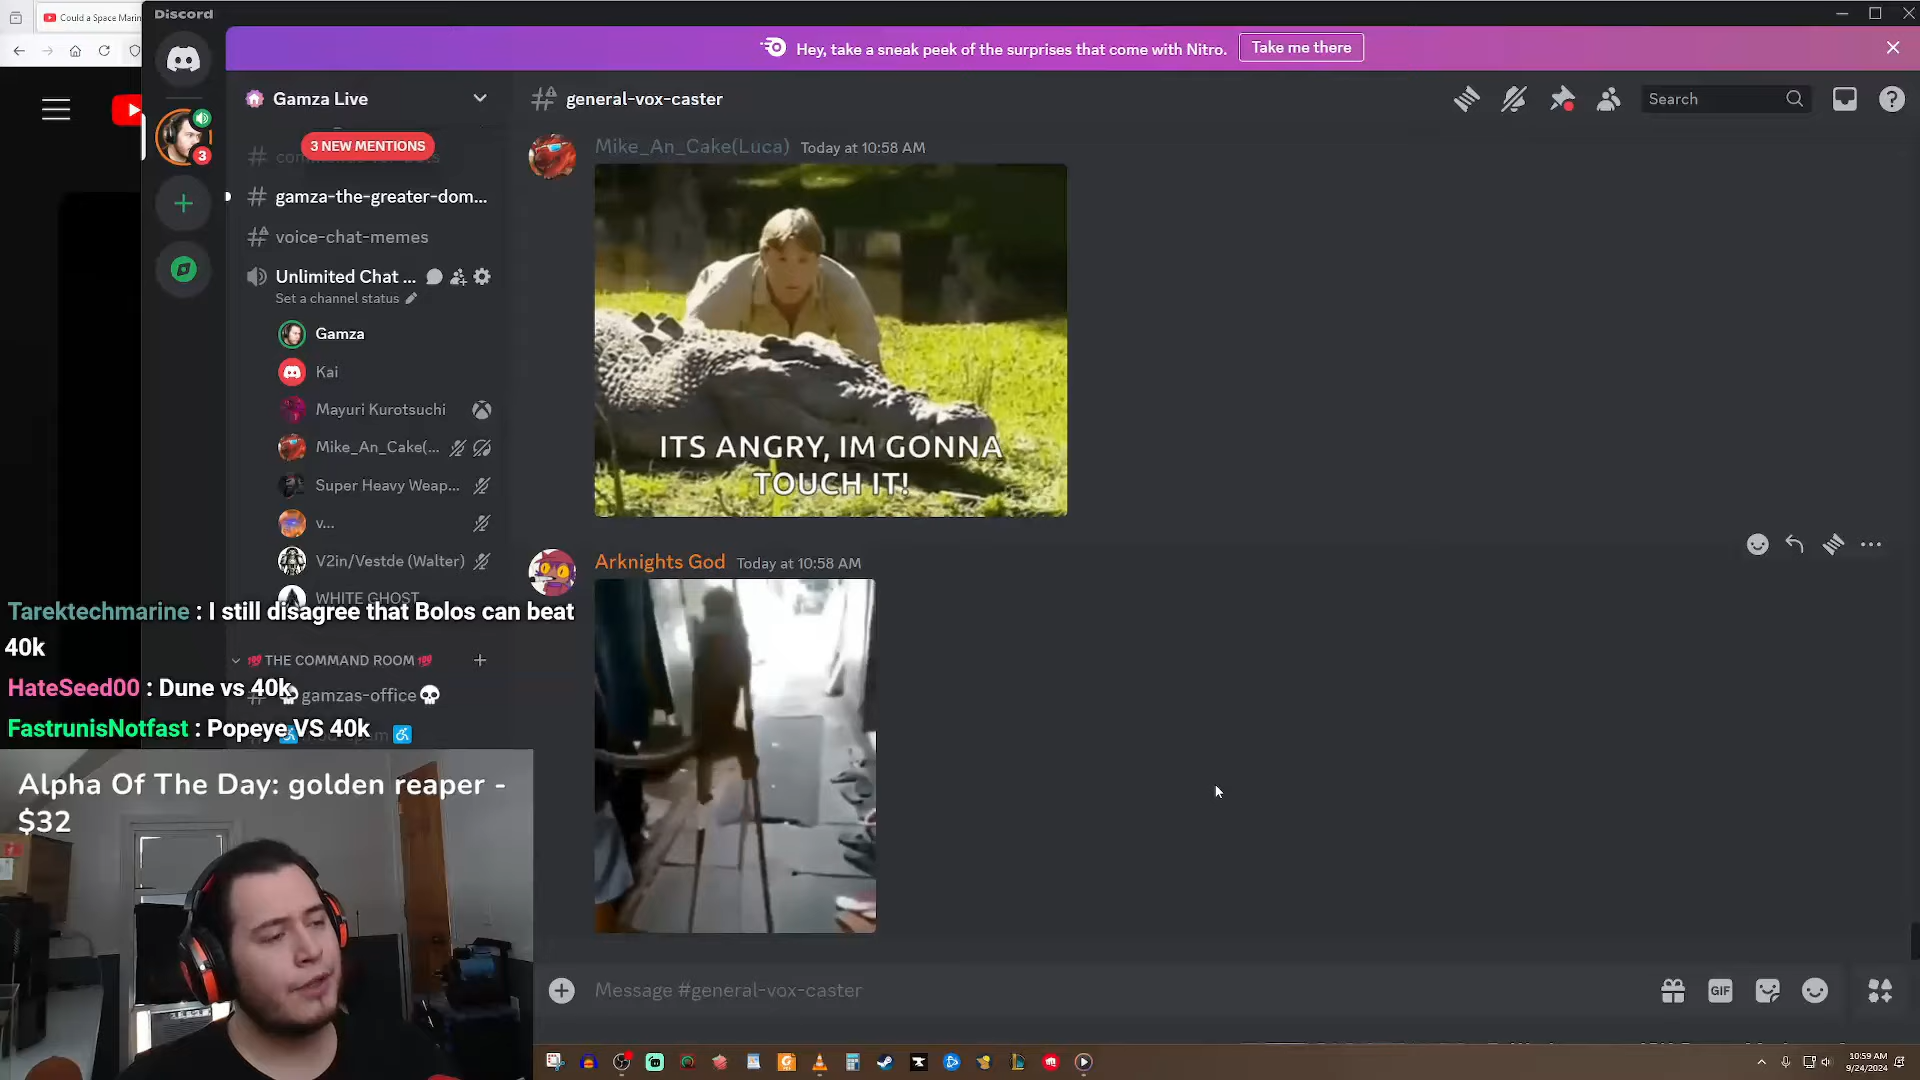 Could a Space Marin
Discord
Hey, take a sneak peek of the surprises that come with Nitro.
Take me there
Gamza Live
general-vox-caster
Search
3 NEW MENTIONS
3
gamza-the-greater-dom...
voice-chat-memes
Unlimited Chat ...
Set a channel status
Gamza
Kai
Mayuri Kurotsuchi
Mike_An_Cake(...
Super Heavy Weap...
v...
V2in/Vestde (Walter)
WHITE GHOST
THE COMMAND ROOM
gamzas-office
Mike_An_Cake(Luca) Today at 10:58 AM
ITS ANGRY, IM GONNA
TOUCH IT!
Arknights God Today at 10:58 AM
Tarektechmarine : I still disagree that Bolos can beat
40k
HateSeed00 : Dune vs 40k
FastrunisNotfast : Popeye VS 40k
Alpha Of The Day: golden reaper -
$32
Message #general-vox-caster
GIF
10:59 AM
9/24/2024